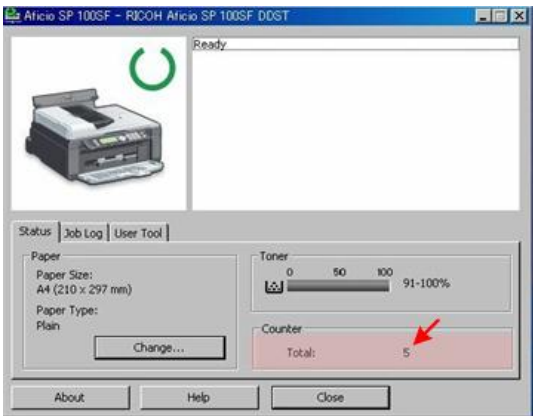 Aficio SP 100SF - RICOH Aficio SP 100SF DDST
Ready
Status
Job Log
User Tool
Paper
Paper Size:
A4 (210 x 297 mm)
Paper Type:
Plain
Change...
Toner
0 50 100
91-100%
Counter
Total: 5
About
Help
Close